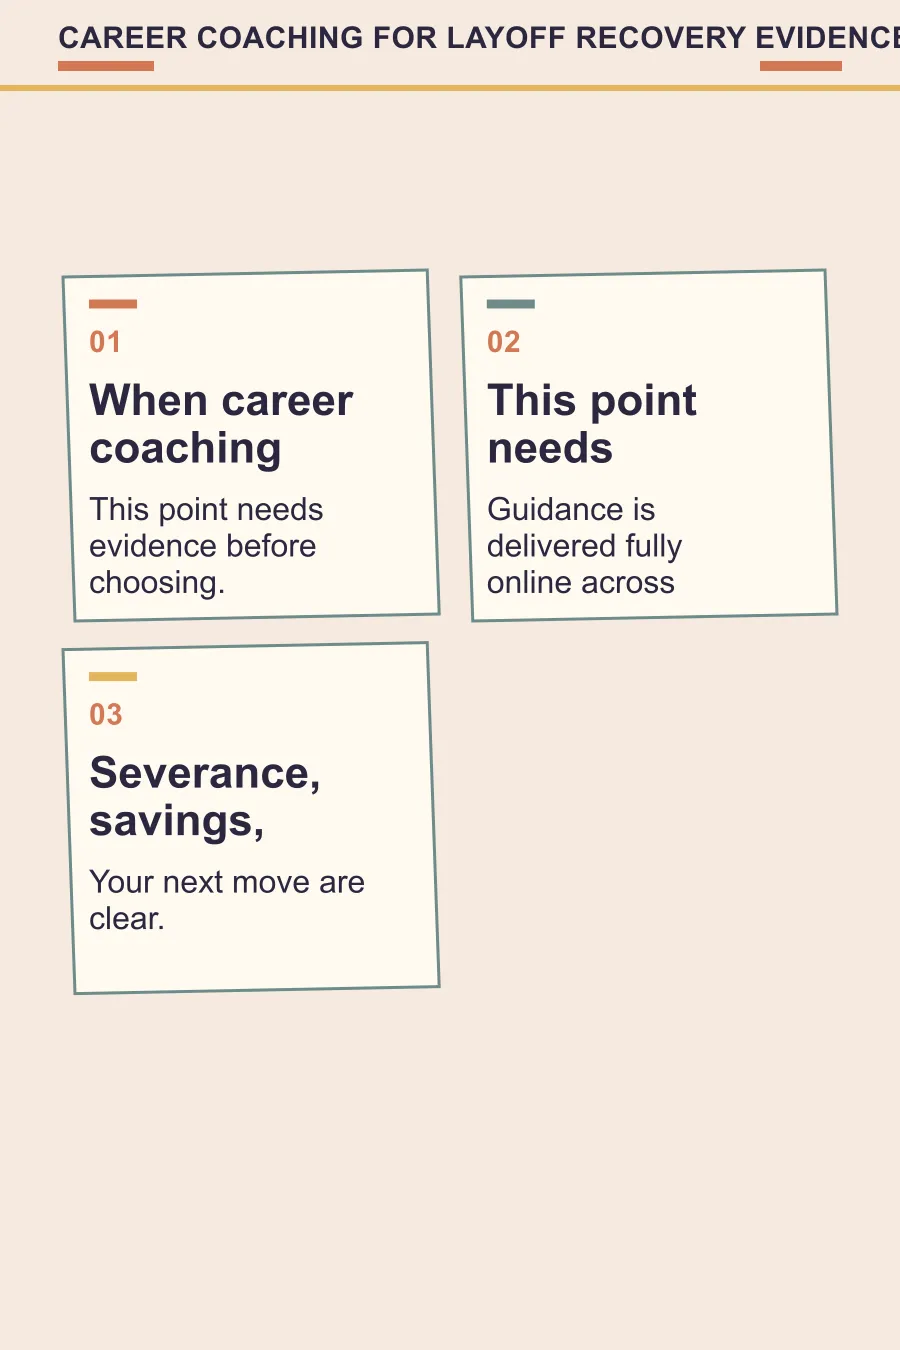 CAREER COACHING FOR LAYOFF RECOVERY EVIDENCE
01
When career
coaching
This point needs
evidence before
choosing.
02
This point
needs
Guidance is
delivered fully
online across
03
Severance,
savings,
Your next move are
clear.